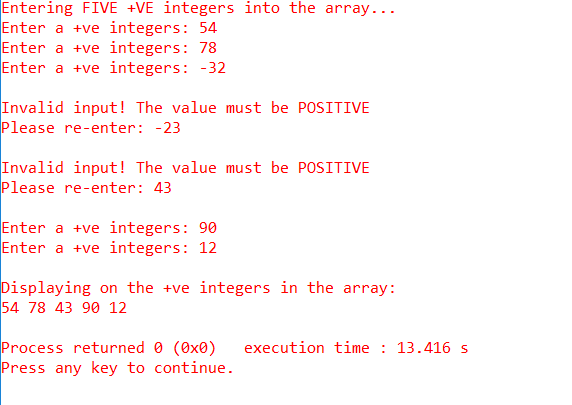 Entering FIVE +VE integers into the array...
Enter a +ve integers: 54
Enter a +ve integers: 78
Enter a +ve integers: -32
Invalid input! The value must be POSITIVE
Please re-enter: -23
Invalid input! The value must be POSITIVE
Please re-enter: 43
Enter a +ve integers: 90
Enter a +ve integers: 12
Displaying on the +ve integers in the array:
54 78 43 90 12
Process returned 0 (0x0)   execution time : 13.416 s
Press any key to continue.